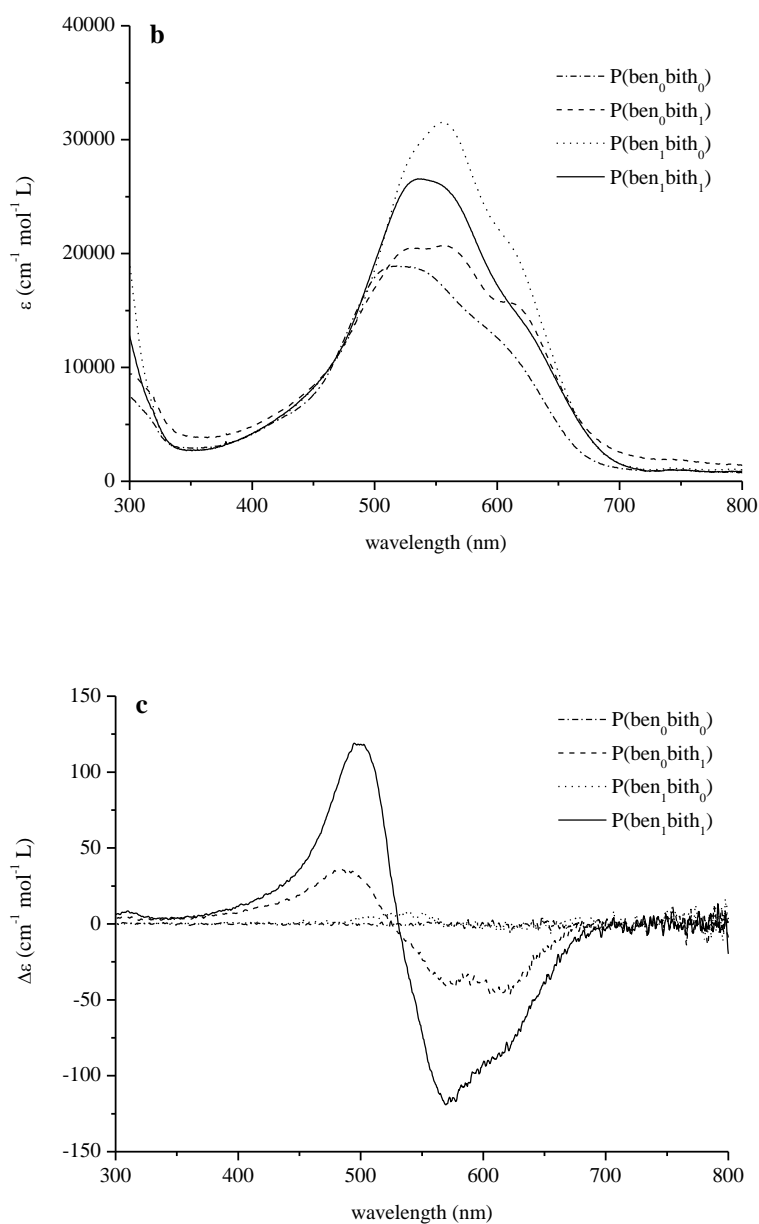 b
40000
30000
20000
10000
0
ε (cm⁻¹ mol⁻¹ L)
P(ben₀bith₀)
P(ben₀bith₁)
P(ben₁bith₀)
P(ben₁bith₁)
300 400 500 600 700 800
wavelength (nm)
c
150
100
50
0
-50
-100
-150
Δε (cm⁻¹ mol⁻¹ L)
P(ben₀bith₀)
P(ben₀bith₁)
P(ben₁bith₀)
P(ben₁bith₁)
300 400 500 600 700 800
wavelength (nm)